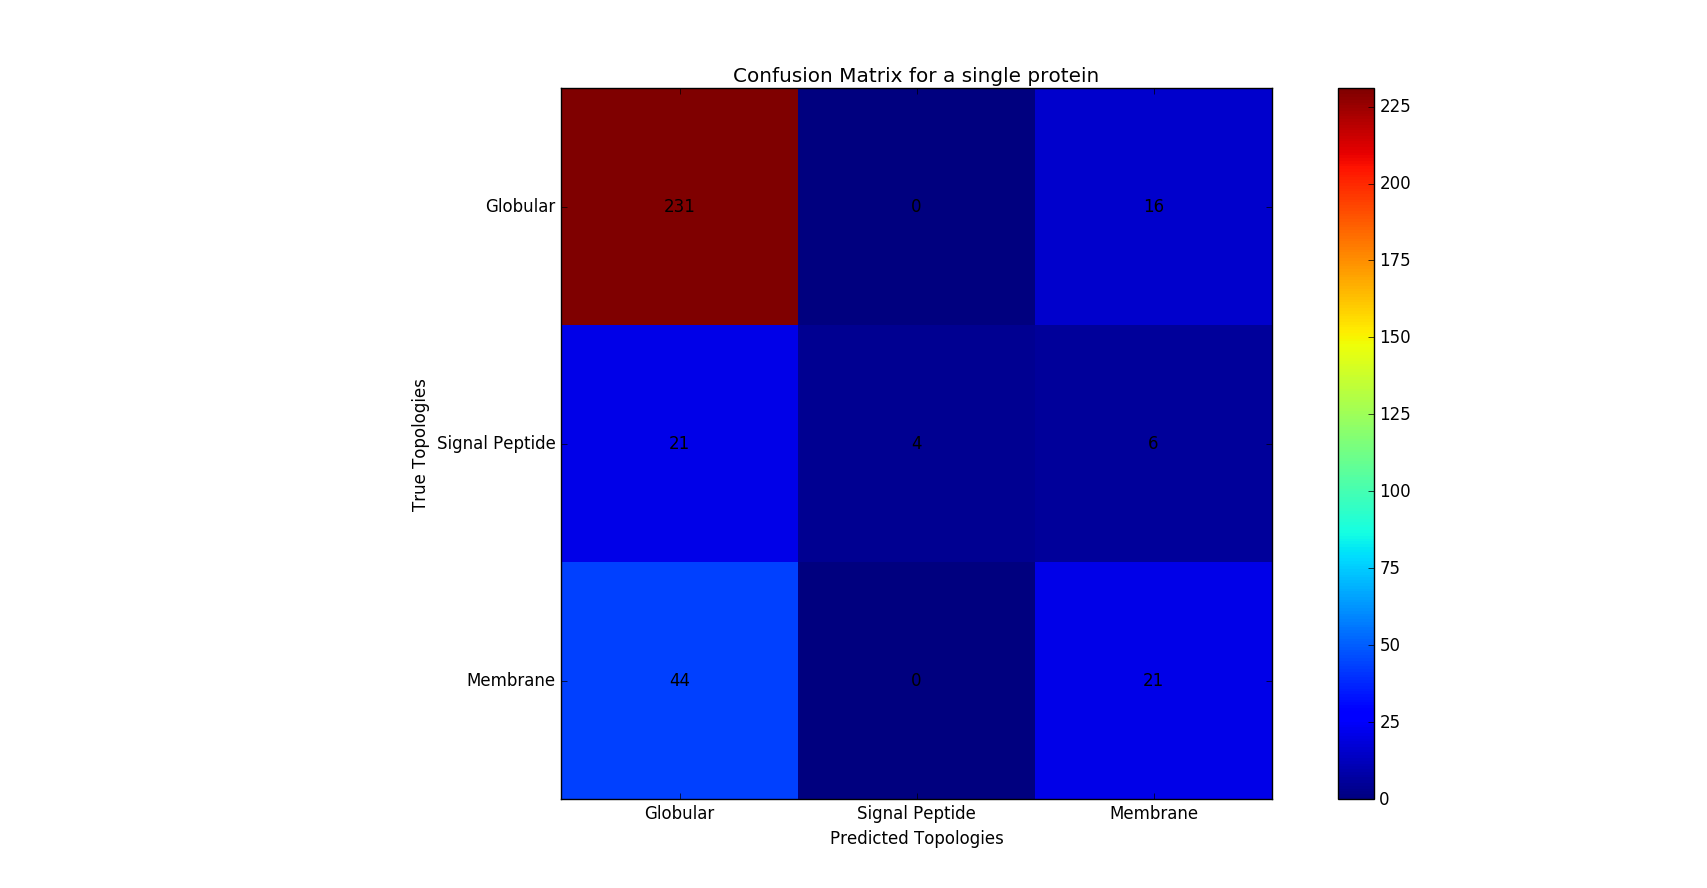 Confusion Matrix for a single protein
Globular
231
0
16
Signal Peptide
21
4
6
Membrane
44
0
21
True Topologies
Globular
Signal Peptide
Membrane
Predicted Topologies
225
200
175
150
125
100
75
50
25
0